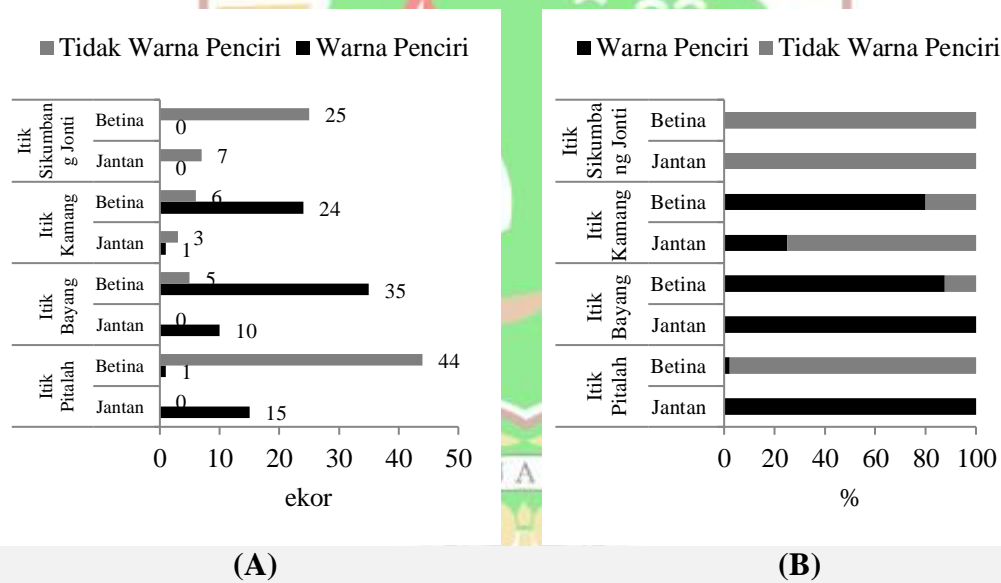 Tidak Warna Penciri Warna Penciri
Itik
Sikumban
g Jonti
Betina
0
25
Jantan
0
7
Itik
Kamang
Betina
6
24
Jantan
3
1
Itik
Bayang
Betina
5
35
Jantan
0
10
Itik
Pitalah
Betina
44
1
Jantan
0
15
0 10 20 30 40 50
ekor
(A)
Warna Penciri Tidak Warna Penciri
Itik
Sikumba
ng Jonti
Betina
Jantan
Itik
Kamang
Betina
Jantan
Itik
Bayang
Betina
Jantan
Itik
Pitalah
Betina
Jantan
0 20 40 60 80 100
%
(B)